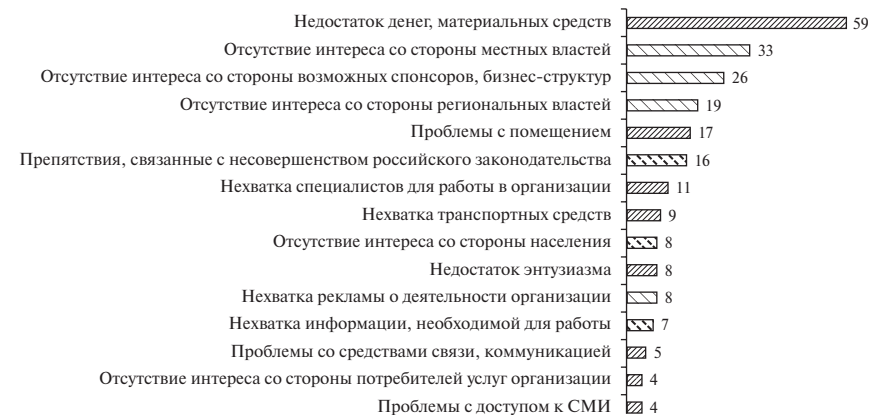 Недостаток денег, материальных средств 59
Отсутствие интереса со стороны местных властей 33
Отсутствие интереса со стороны возможных спонсоров, бизнес-структур 26
Отсутствие интереса со стороны региональных властей 19
Проблемы с помещением 17
Препятствия, связанные с несовершенством российского законодательства 16
Нехватка специалистов для работы в организации 11
Нехватка транспортных средств 9
Отсутствие интереса со стороны населения 8
Недостаток энтузиазма 8
Нехватка рекламы о деятельности организации 8
Нехватка информации, необходимой для работы 7
Проблемы со средствами связи, коммуникацией 5
Отсутствие интереса со стороны потребителей услуг организации 4
Проблемы с доступом к СМИ 4